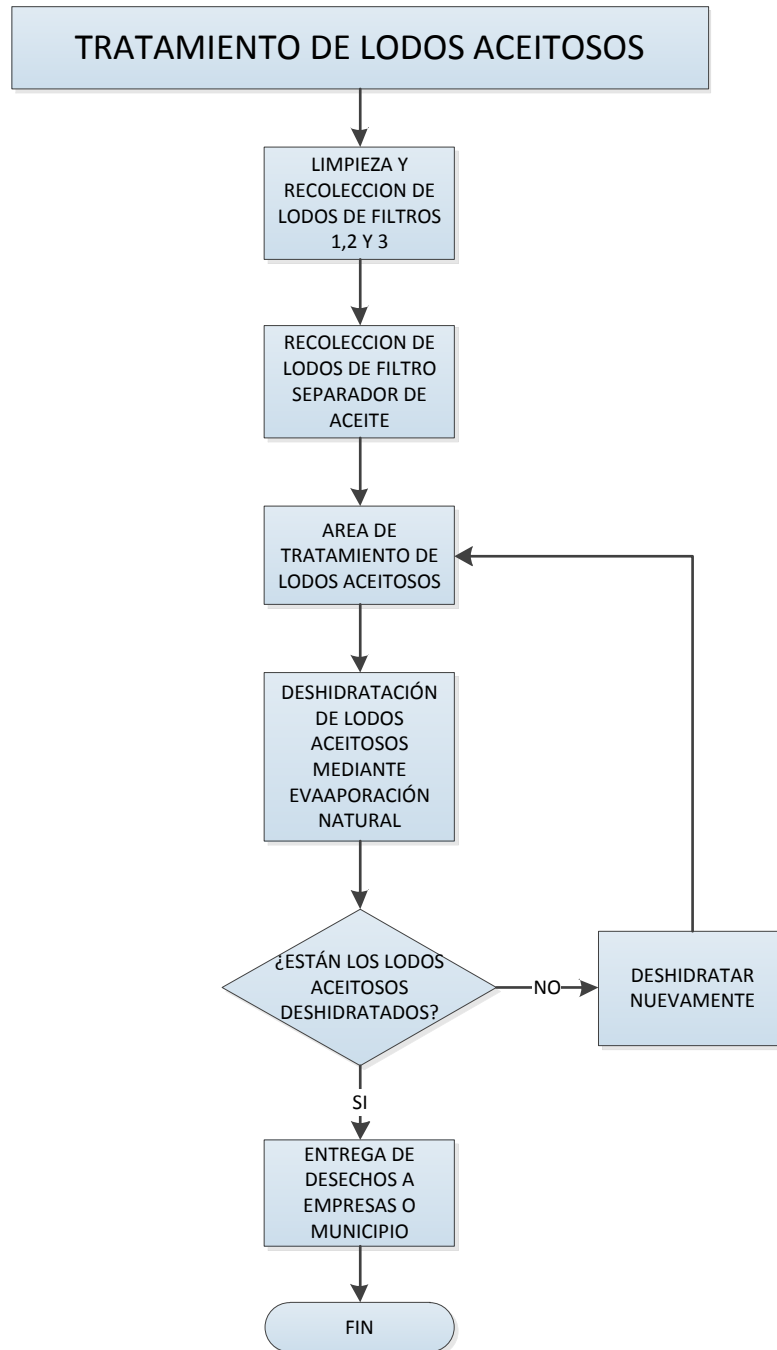 TRATAMIENTO DE LODOS ACEITOSOS
LIMPIEZA Y
RECOLECCION DE
LODOS DE FILTROS
1,2 Y 3
RECOLECCION DE
LODOS DE FILTRO
SEPARADOR DE
ACEITE
AREA DE
TRATAMIENTO DE
LODOS ACEITOSOS
DESHIDRATACIÓN
DE LODOS
ACEITOSOS
MEDIANTE
EVAAPORACIÓN
NATURAL
¿ESTÁN LOS LODOS
ACEITOSOS
DESHIDRATADOS?
NO
DESHIDRATAR
NUEVAMENTE
SI
ENTREGA DE
DESECHOS A
EMPRESAS O
MUNICIPIO
FIN